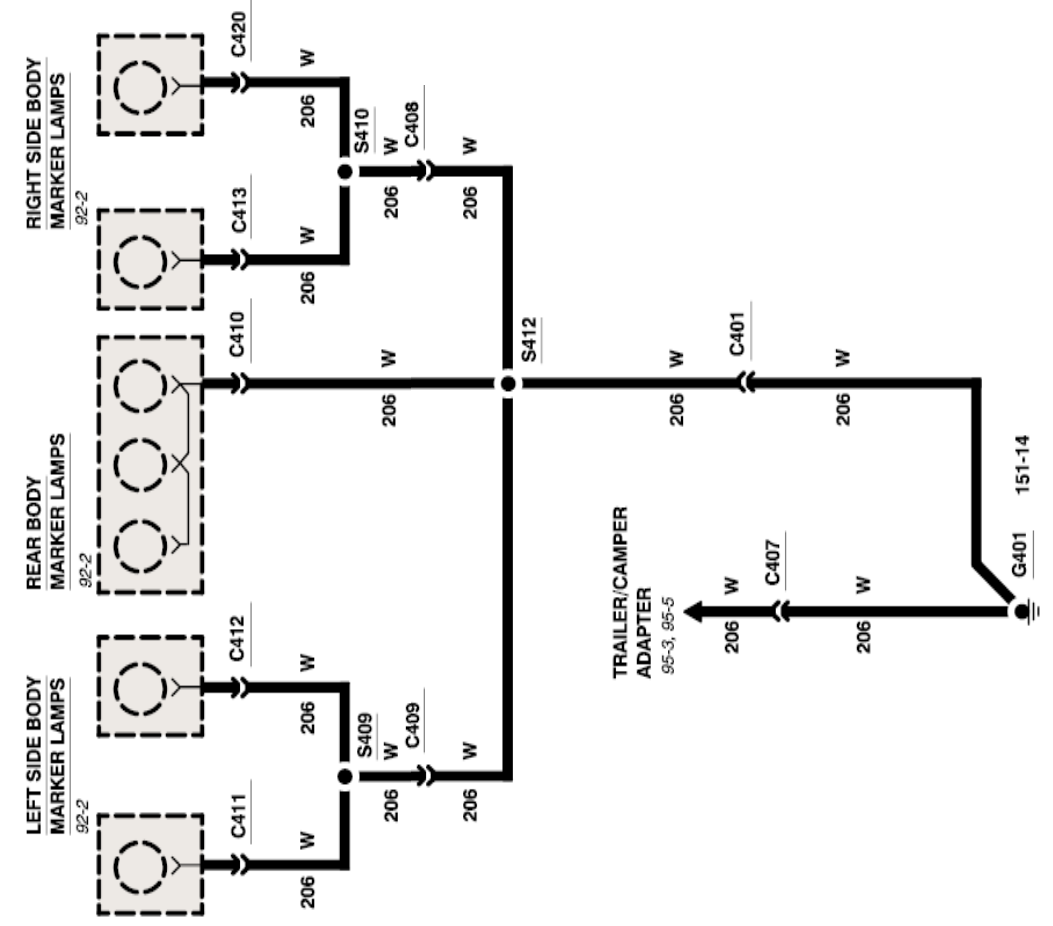 LEFT SIDE BODY
MARKER LAMPS
92-2
REAR BODY
MARKER LAMPS
92-2
RIGHT SIDE BODY
MARKER LAMPS
92-2
C411
C412
C410
C413
C420
206 W
206 W
206 W
206 W
S409
S410
206 W
206 W
206 W
C409
C408
206 W
206 W
S412
TRAILER/CAMPER
ADAPTER
95-3, 95-5
206 W
206 W
C401
C407
206 W
206 W
G401
151-14